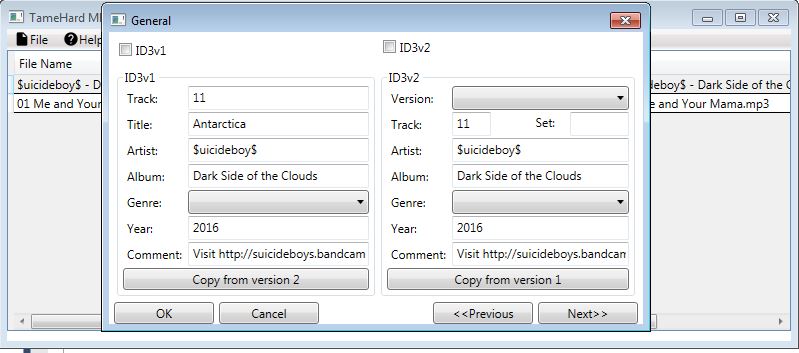 TameHard M
General
File
Help
File Name
$uicideboy$ - D
01 Me and Your
eboy$ - Dark Side of the C
e and Your Mama.mp3
ID3v1
ID3v2
ID3v1
Track: 11
Title: Antarctica
Artist: $uicideboy$
Album: Dark Side of the Clouds
Genre:
Year: 2016
Comment: Visit http://suicideboys.bandcam
Copy from version 2
ID3v2
Version:
Track: 11 Set:
Artist: $uicideboy$
Album: Dark Side of the Clouds
Genre:
Year: 2016
Comment: Visit http://suicideboys.bandcam
Copy from version 1
OK
Cancel
<<Previous
Next>>